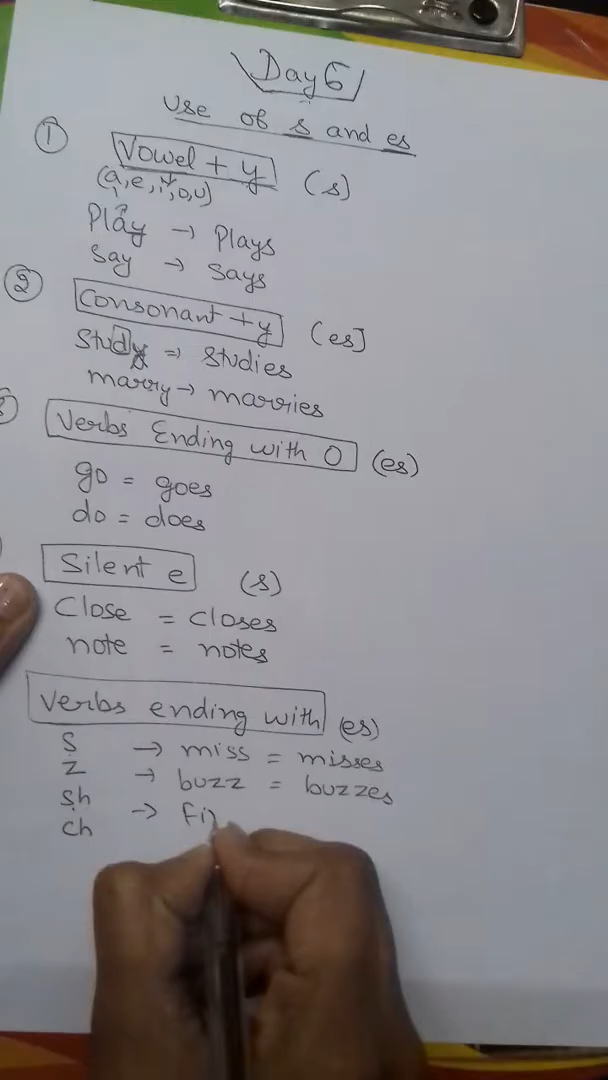 Day 6
Use of s and es
① Vowel + y (s)
(a, e, i, o, u)
Play → Plays
Say → Says
② Consonant + y (es]
Study = Studies
marry → marries
Verbs Ending with O (es)
go = goes
do = does
Silent e (s)
Close = closes
note = notes
Verbs ending with (es)
S → miss = misses
Z → buzz = buzzes
Sh → Fi
ch